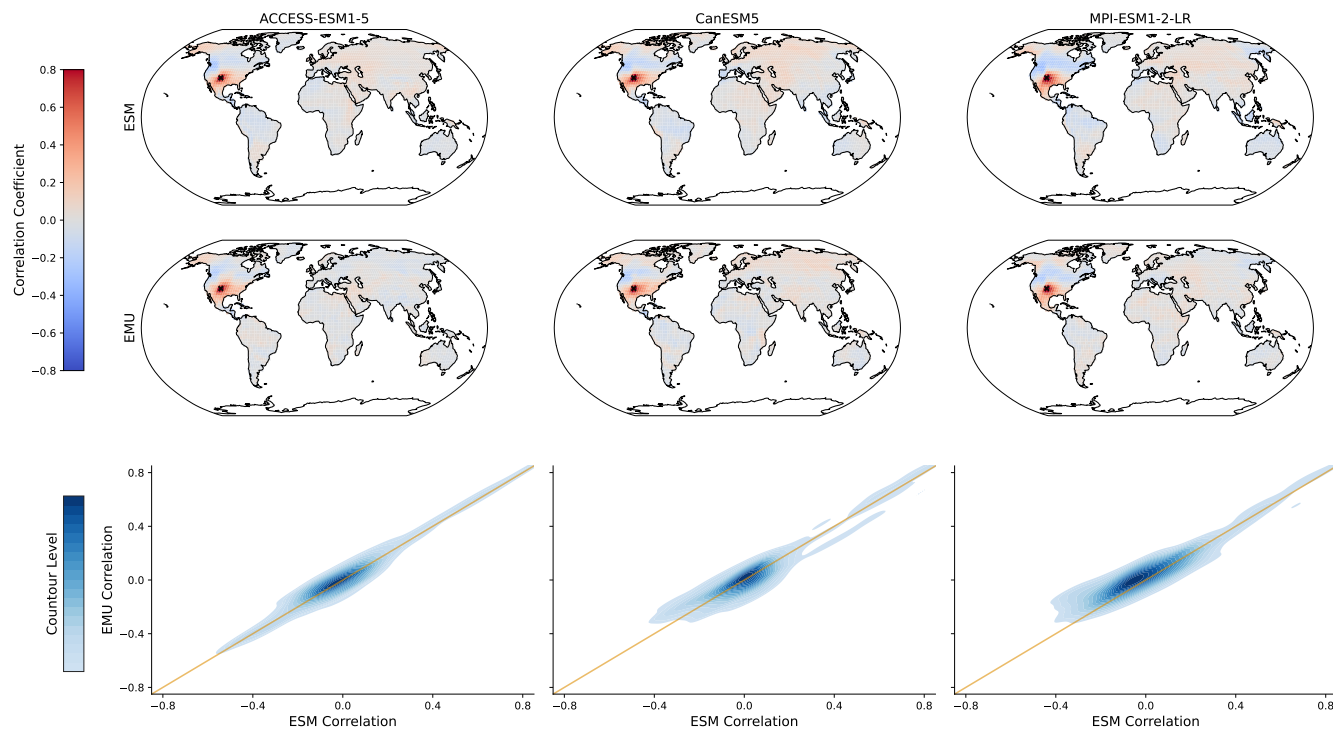 ACCESS-ESM1-5
CanESM5
MPI-ESM1-2-LR
Correlation Coefficient
0.8
0.6
0.4
0.2
0.0
−0.2
−0.4
−0.6
−0.8
ESM
EMU
Countour Level
EMU Correlation
0.8
0.4
0.0
−0.4
−0.8
−0.8
−0.4
0.0
0.4
0.8
ESM Correlation
−0.8
−0.4
0.0
0.4
0.8
ESM Correlation
−0.8
−0.4
0.0
0.4
0.8
ESM Correlation